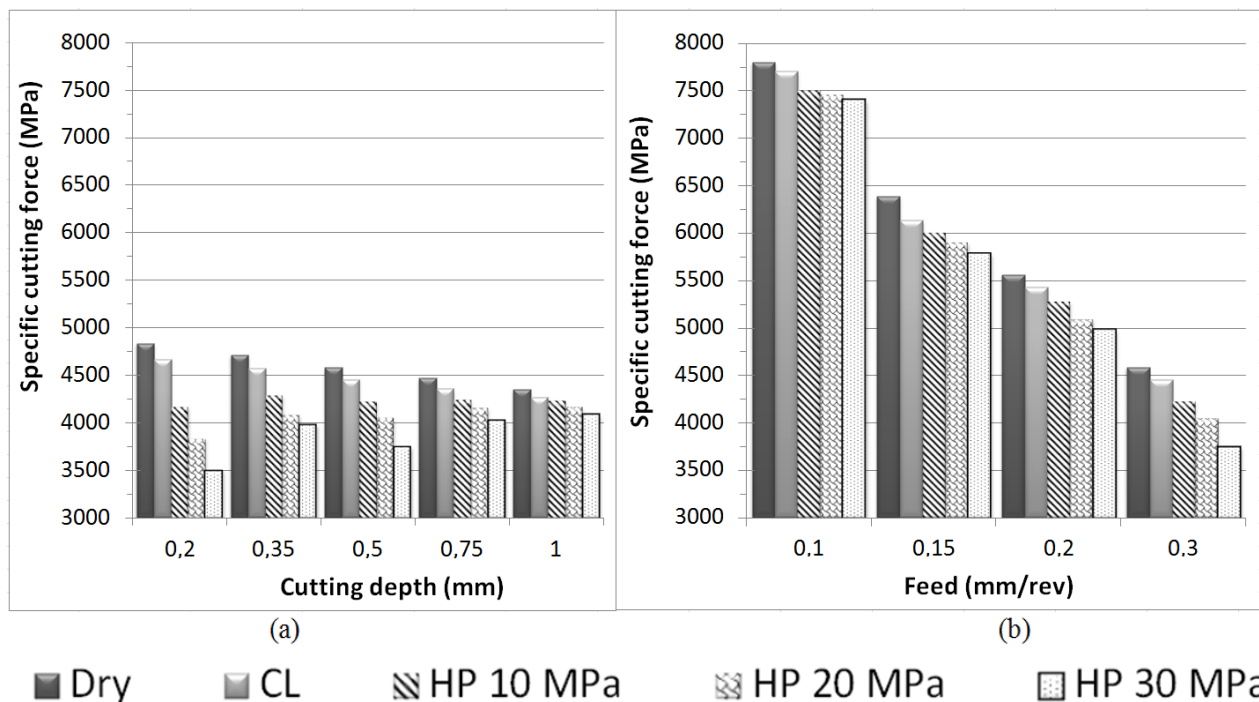 Specific cutting force (MPa)
8000
7500
7000
6500
6000
5500
5000
4500
4000
3500
3000
0,2 0,35 0,5 0,75 1
Cutting depth (mm)
(a)
Specific cutting force (MPa)
8000
7500
7000
6500
6000
5500
5000
4500
4000
3500
3000
0,1 0,15 0,2 0,3
Feed (mm/rev)
(b)
Dry CL HP 10 MPa HP 20 MPa HP 30 MPa